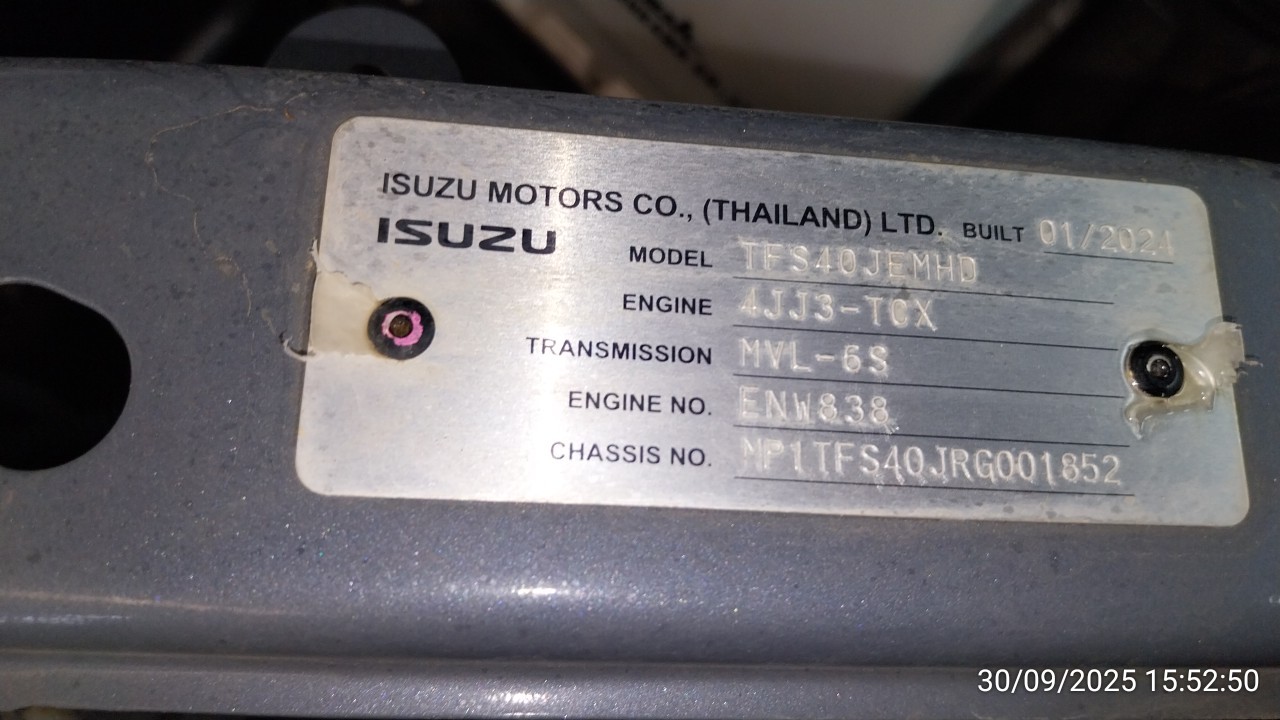 ISUZU MOTORS CO., (THAILAND) LTD. BUILT 01/2024
ISUZU
MODEL TFS40JEMHD
ENGINE 4JJ3-TCX
TRANSMISSION MVL-6S
ENGINE NO. ENW838
CHASSIS NO. MP1TFS40JRG001852
30/09/2025 15:52:50